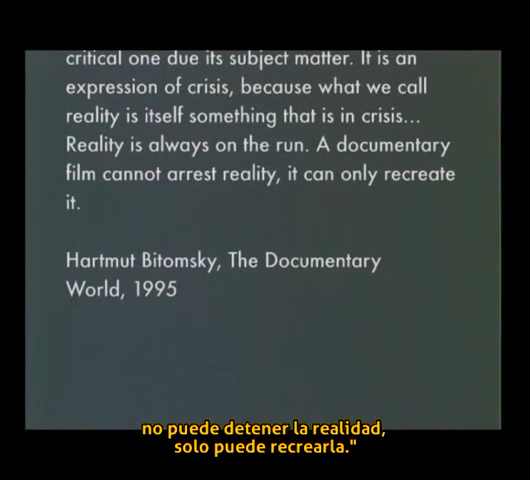 critical one due its subject matter. It is an
expression of crisis, because what we call
reality is itself something that is in crisis...
Reality is always on the run. A documentary
film cannot arrest reality, it can only recreate
it.
Hartmut Bitomsky, The Documentary
World, 1995
no puede detener la realidad,
solo puede recrearla."